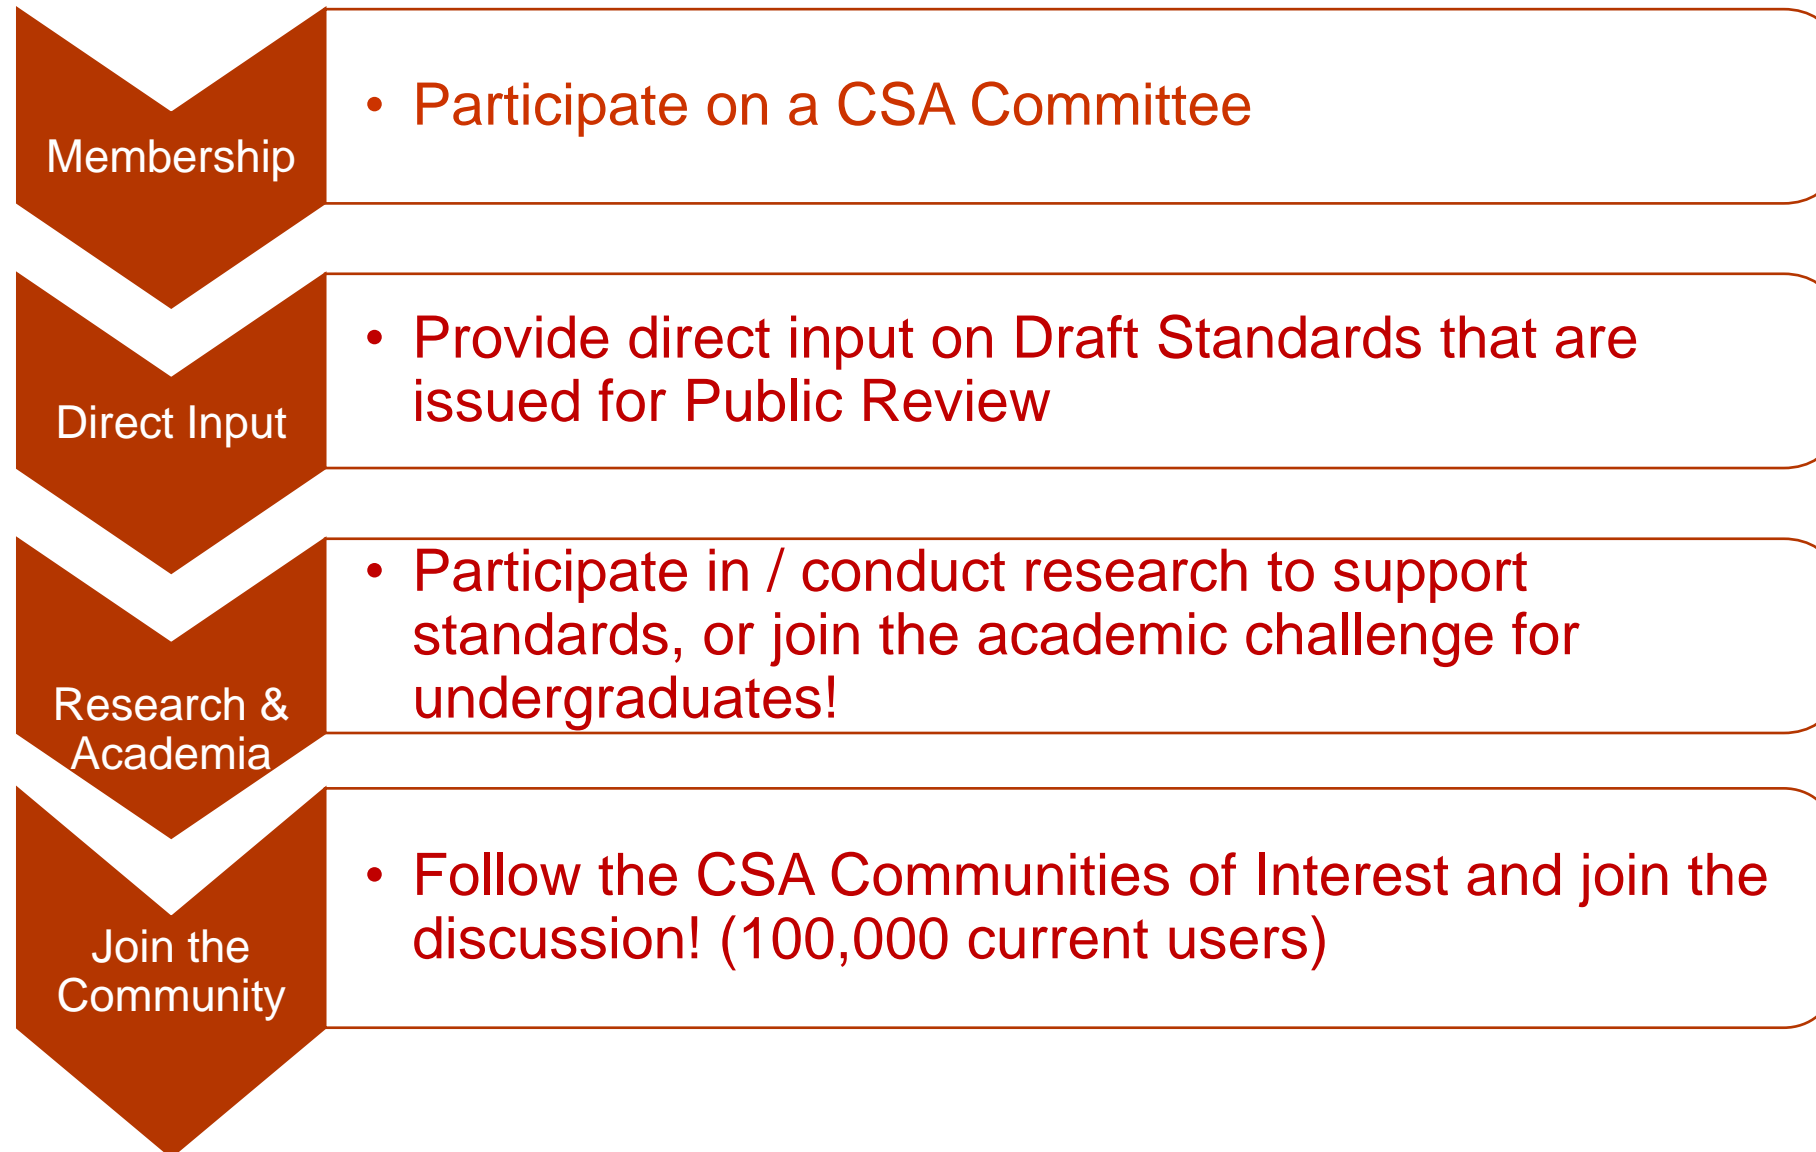 Membership
• Participate on a CSA Committee
Direct Input
• Provide direct input on Draft Standards that are
issued for Public Review
Research &
Academia
• Participate in / conduct research to support
standards, or join the academic challenge for
undergraduates!
Join the
Community
• Follow the CSA Communities of Interest and join the
discussion! (100,000 current users)